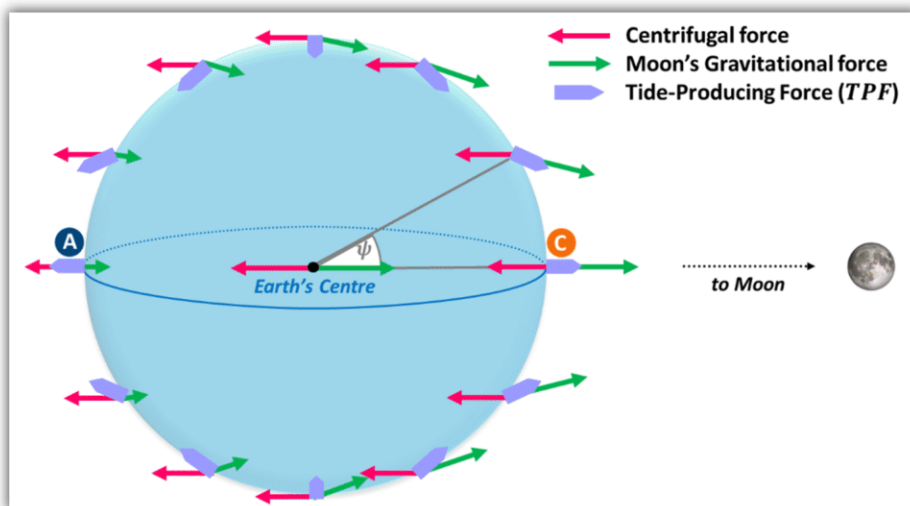 Centrifugal force
Moon's Gravitational force
Tide-Producing Force (TPF)
A
ψ
C
Earth's Centre
to Moon